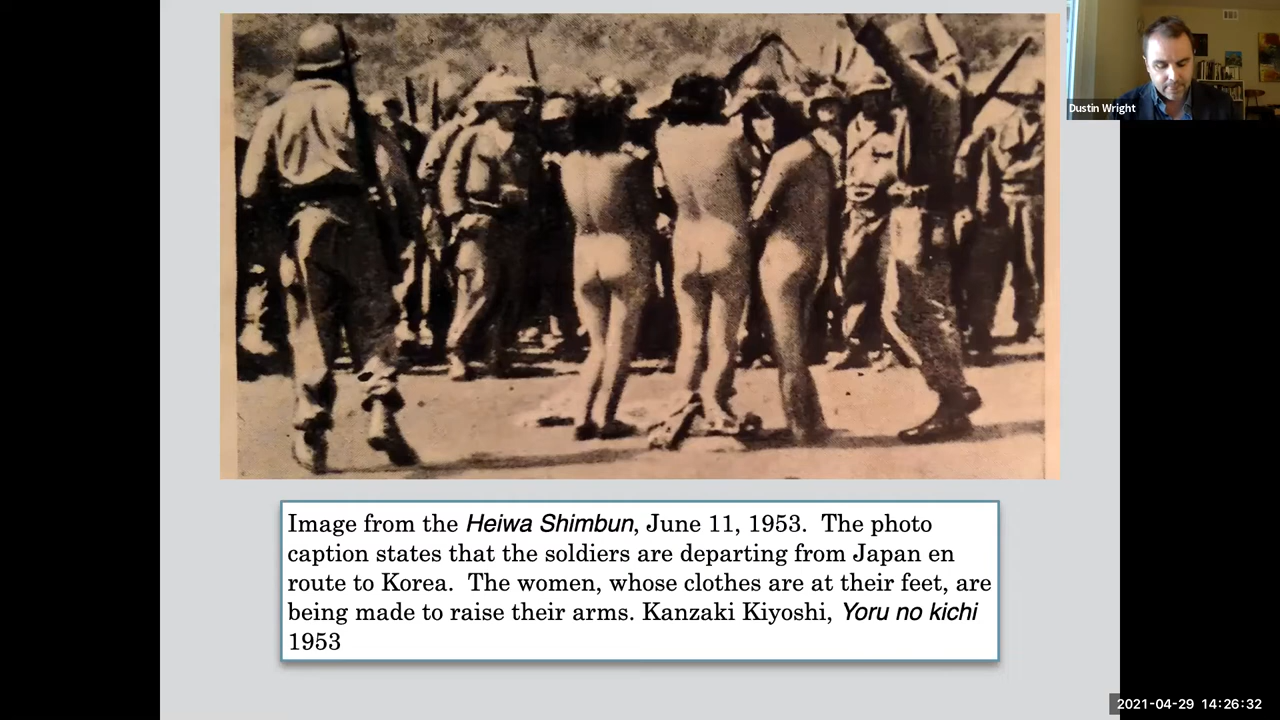 Dustin Wright
Image from the Heiwa Shimbun, June 11, 1953. The photo
caption states that the soldiers are departing from Japan en
route to Korea. The women, whose clothes are at their feet, are
being made to raise their arms. Kanzaki Kiyoshi, Yoru no kichi
1953
2021-04-29 14:26:32